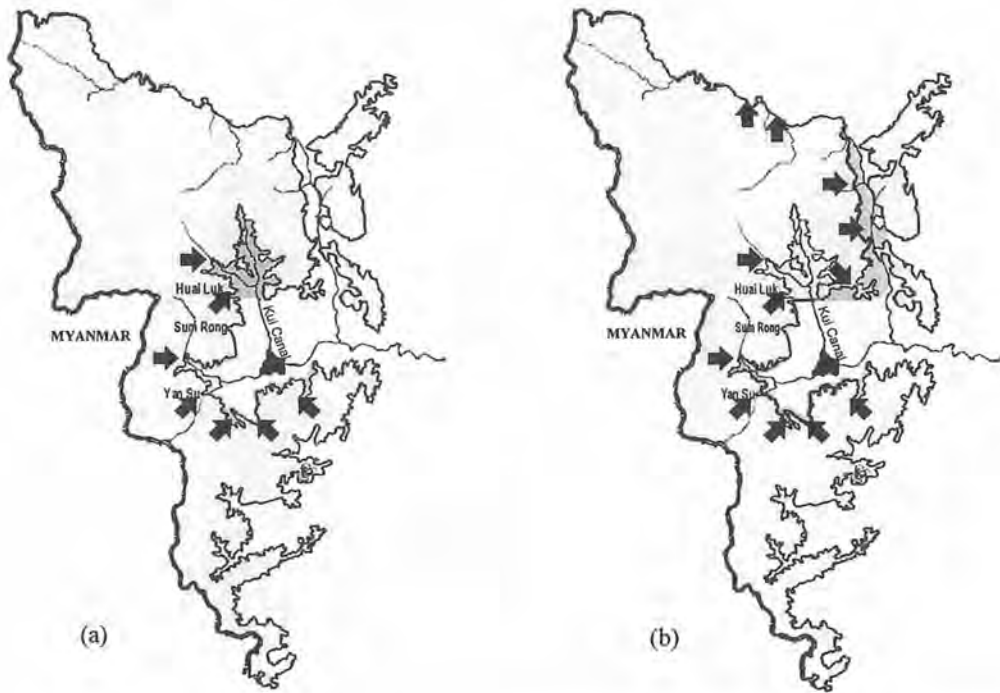 Huai Luk
Sum Rong
MYANMAR
Kui Canal
Yan Su
(a)
Huai Luk
Sum Rong
MYANMAR
Kui Canal
Yan Su
(b)